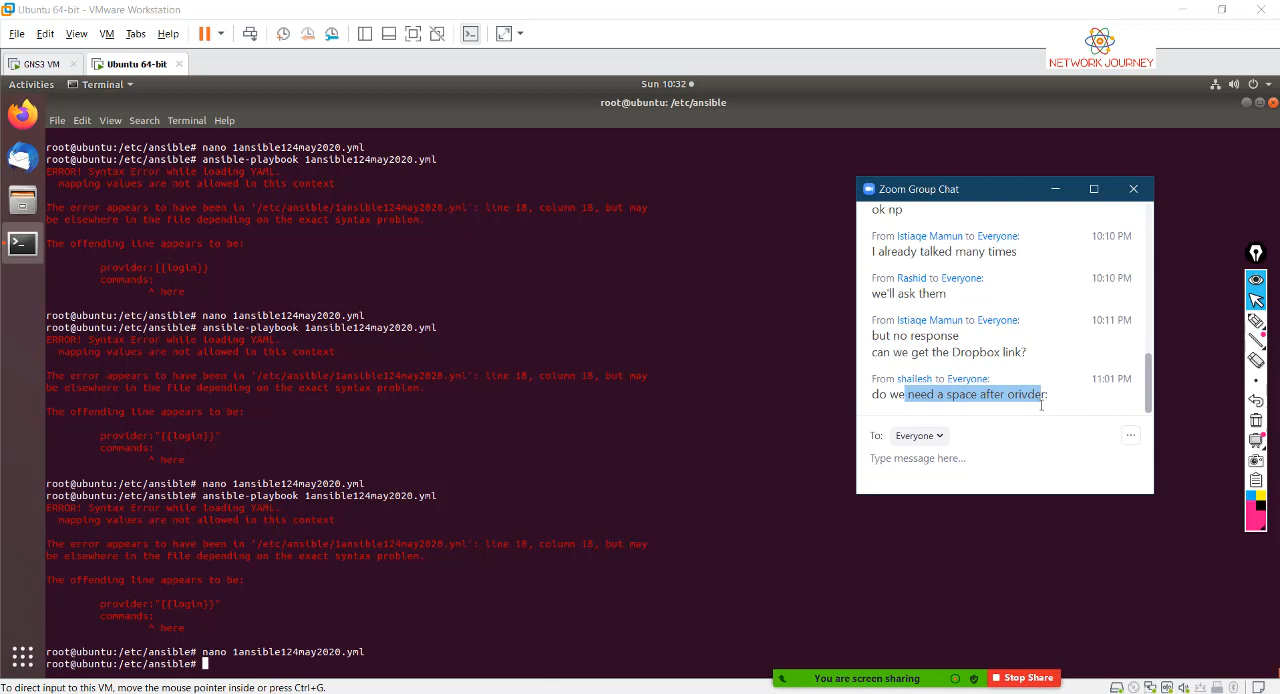 Ubuntu 64-bit - VMware Workstation
File Edit View VM Tabs Help
NETWORK JOURNEY
GNS3 VM
Ubuntu 64-bit
Activities
Terminal
Sun 10:32
root@ubuntu: /etc/ansible
File Edit View Search Terminal Help
root@ubuntu:/etc/ansible# nano 1ansible124may2020.yml
root@ubuntu:/etc/ansible# ansible-playbook 1ansible124may2020.yml
ERROR! Syntax Error while loading YAML.
mapping values are not allowed in this context
The error appears to have been in '/etc/ansible/1ansible124may2020.yml': line 18, column 18, but may
be elsewhere in the file depending on the exact syntax problem.
The offending line appears to be:
provider:{{login}}
commands:
^ here
root@ubuntu:/etc/ansible# nano 1ansible124may2020.yml
root@ubuntu:/etc/ansible# ansible-playbook 1ansible124may2020.yml
ERROR! Syntax Error while loading YAML.
mapping values are not allowed in this context
The error appears to have been in '/etc/ansible/1ansible124may2020.yml': line 18, column 18, but may
be elsewhere in the file depending on the exact syntax problem.
The offending line appears to be:
provider:"{{login}}"
commands:
^ here
root@ubuntu:/etc/ansible# nano 1ansible124may2020.yml
root@ubuntu:/etc/ansible# ansible-playbook 1ansible124may2020.yml
ERROR! Syntax Error while loading YAML.
mapping values are not allowed in this context
The error appears to have been in '/etc/ansible/1ansible124may2020.yml': line 18, column 18, but may
be elsewhere in the file depending on the exact syntax problem.
The offending line appears to be:
provider:"{{login}}"
commands:
^ here
root@ubuntu:/etc/ansible# nano 1ansible124may2020.yml
root@ubuntu:/etc/ansible#
Zoom Group Chat
ok np
From Istiaqe Mamun to Everyone: 10:10 PM
I already talked many times
From Rashid to Everyone: 10:10 PM
we'll ask them
From Istiaqe Mamun to Everyone: 10:11 PM
but no response
can we get the Dropbox link?
From shailesh to Everyone: 11:01 PM
do we need a space after orivder:
To: Everyone
Type message here...
You are screen sharing
Stop Share
To direct input to this VM, move the mouse pointer inside or press Ctrl+G.